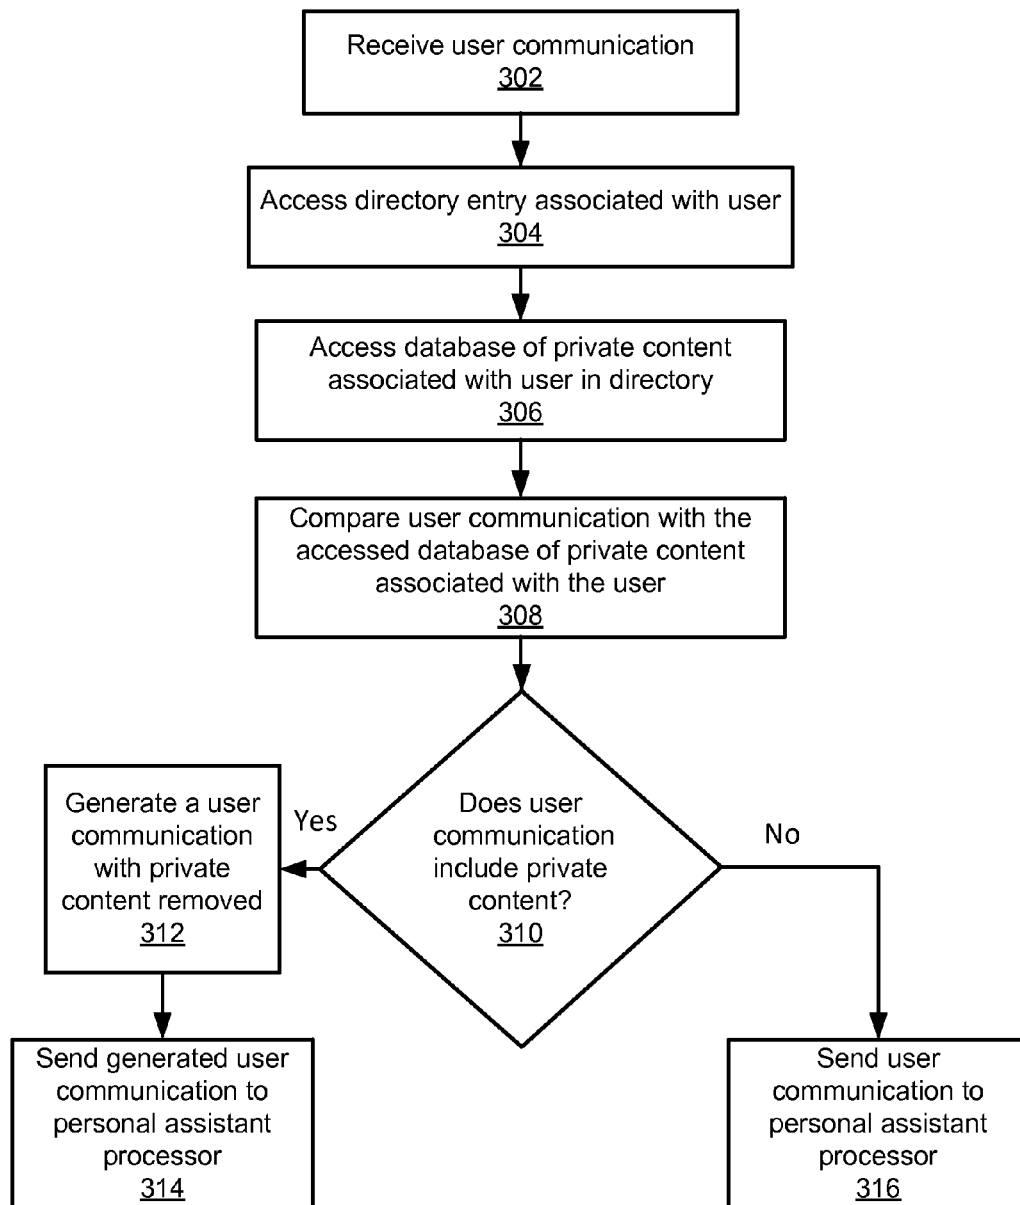 Receive user communication
302
Access directory entry associated with user
304
Access database of private content
associated with user in directory
306
Compare user communication with the
accessed database of private content
associated with the user
308
Does user
communication
include private
content?
310
Yes
No
Generate a user
communication
with private
content removed
312
Send generated user
communication to
personal assistant
processor
314
Send user
communication to
personal assistant
processor
316